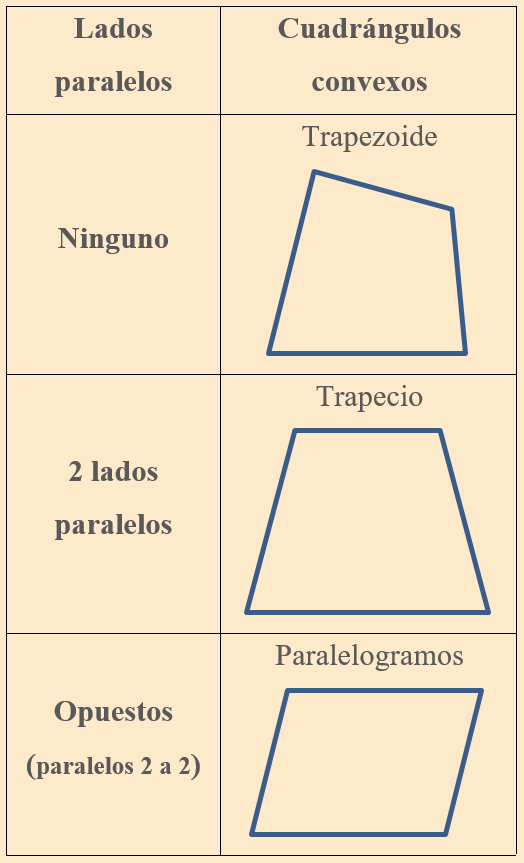 Lados
paralelos
Cuadrángulos
convexos
Trapezoide
Ninguno
Trapecio
2 lados
paralelos
Paralelogramos
Opuestos
(paralelos 2 a 2)